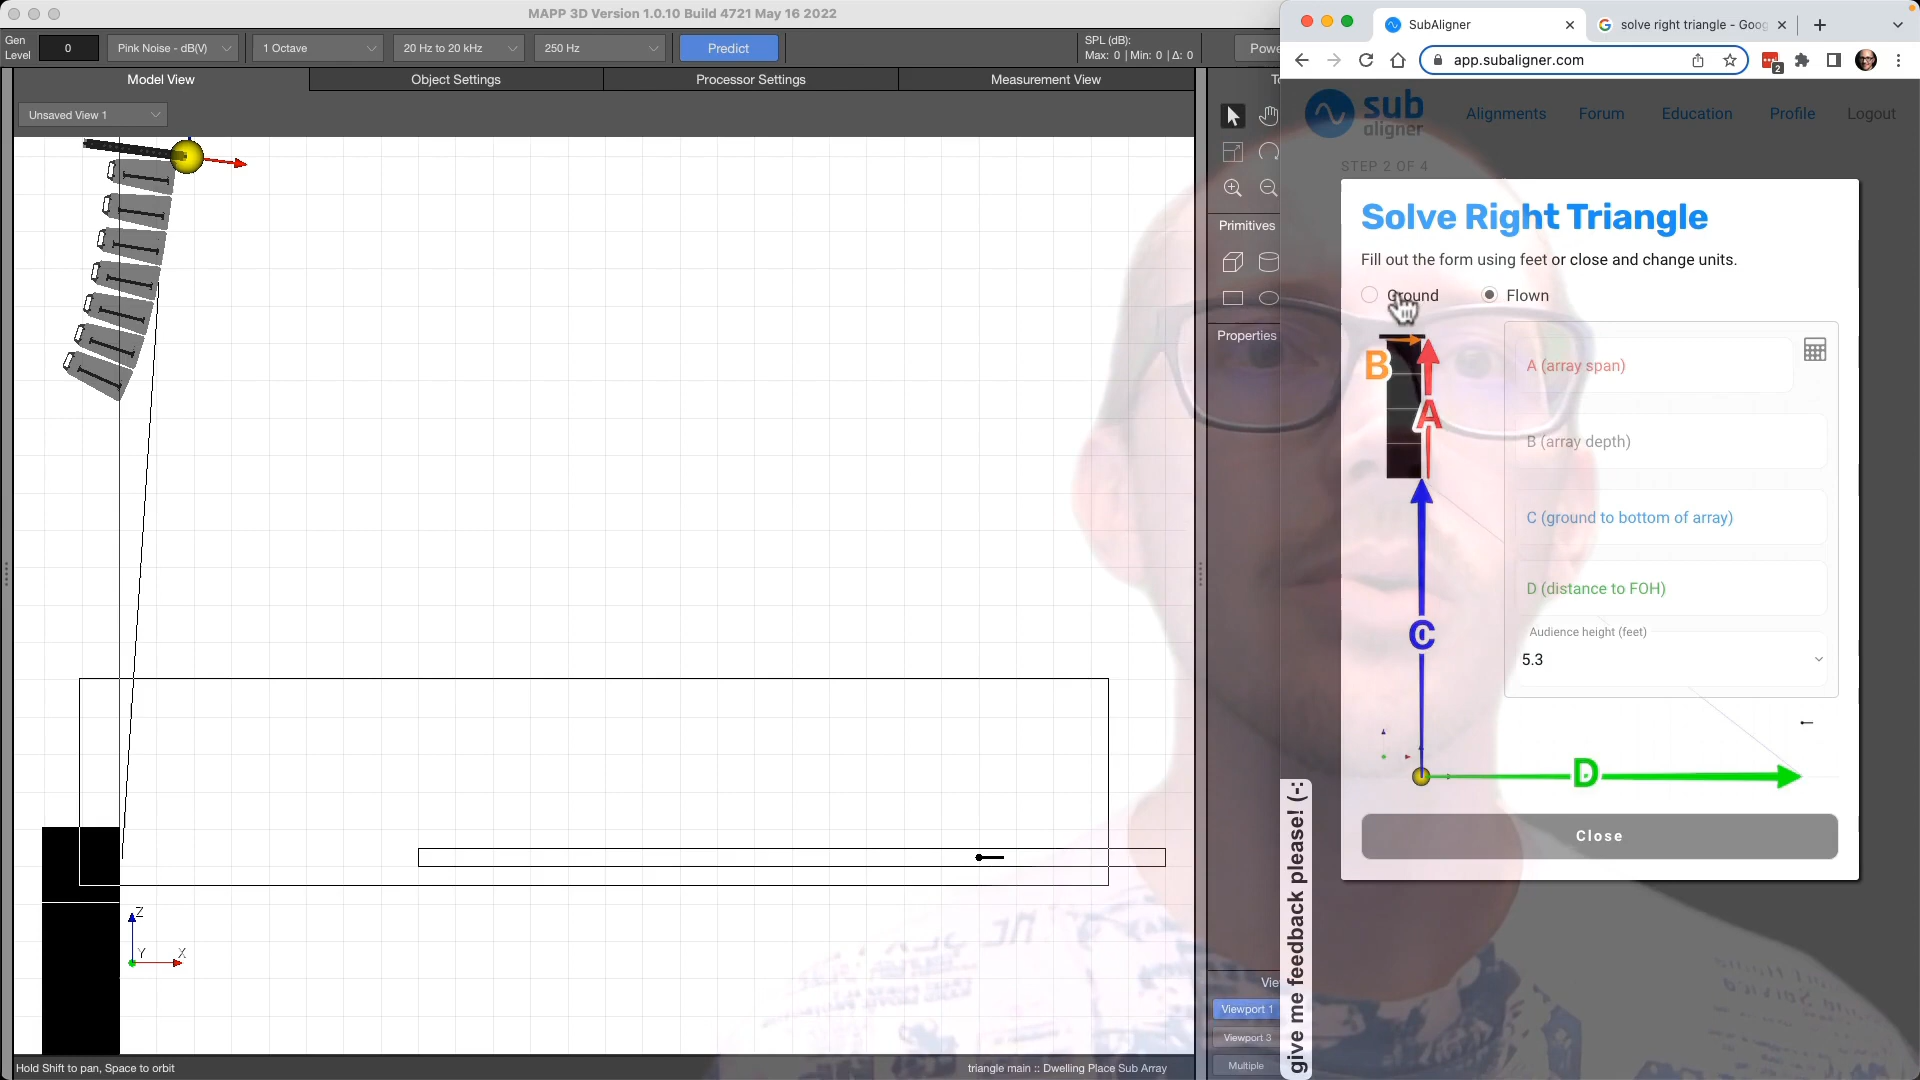 MAPP 3D Version 1.0.10 Build 4721 May 16 2022
Gen
Level
0
Pink Noise - dB(V)
1 Octave
20 Hz to 20 kHz
250 Hz
Predict
SPL (dB):
Max: 0 | Min: 0 | Δ: 0
Model View
Object Settings
Processor Settings
Measurement View
Unsaved View 1
Primitives
Properties
Viewport 1
Viewport 3
Multiple
Z
Y
X
Hold Shift to pan, Space to orbit
triangle main :: Dwelling Place Sub Array
SubAligner
solve right triangle - Goog
app.subaligner.com
2
sub
aligner
Alignments
Forum
Education
Profile
Logout
STEP 2 OF 4
Solve Right Triangle
Fill out the form using feet or close and change units.
Ground
Flown
B
A
C
D
A (array span)
B (array depth)
C (ground to bottom of array)
D (distance to FOH)
Audience height (feet)
5.3
Close
give me feedback please! (-: